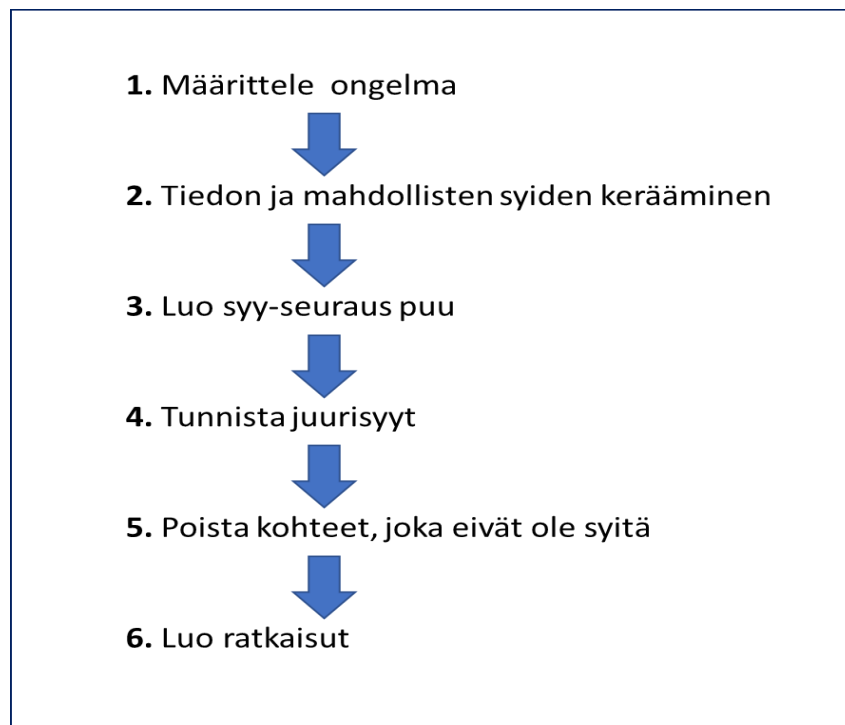 1. Määrittele ongelma
2. Tiedon ja mahdollisten syiden kerääminen
3. Luo syy-seuraus puu
4. Tunnista juurisyyt
5. Poista kohteet, joka eivät ole syitä
6. Luo ratkaisut